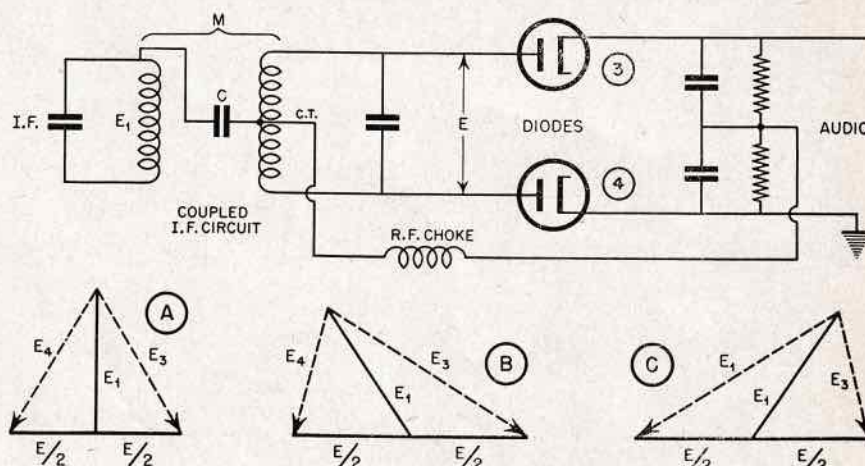 M
I.F.
E₁
C
C.T.
E
DIODES
3
4
AUDIO
COUPLED
I.F. CIRCUIT
R.F. CHOKE
A
E₄
E₃
E₁
E/2
E/2
B
E₄
E₃
E₁
E/2
E/2
C
E₁
E₁
E₃
E/2
E/2